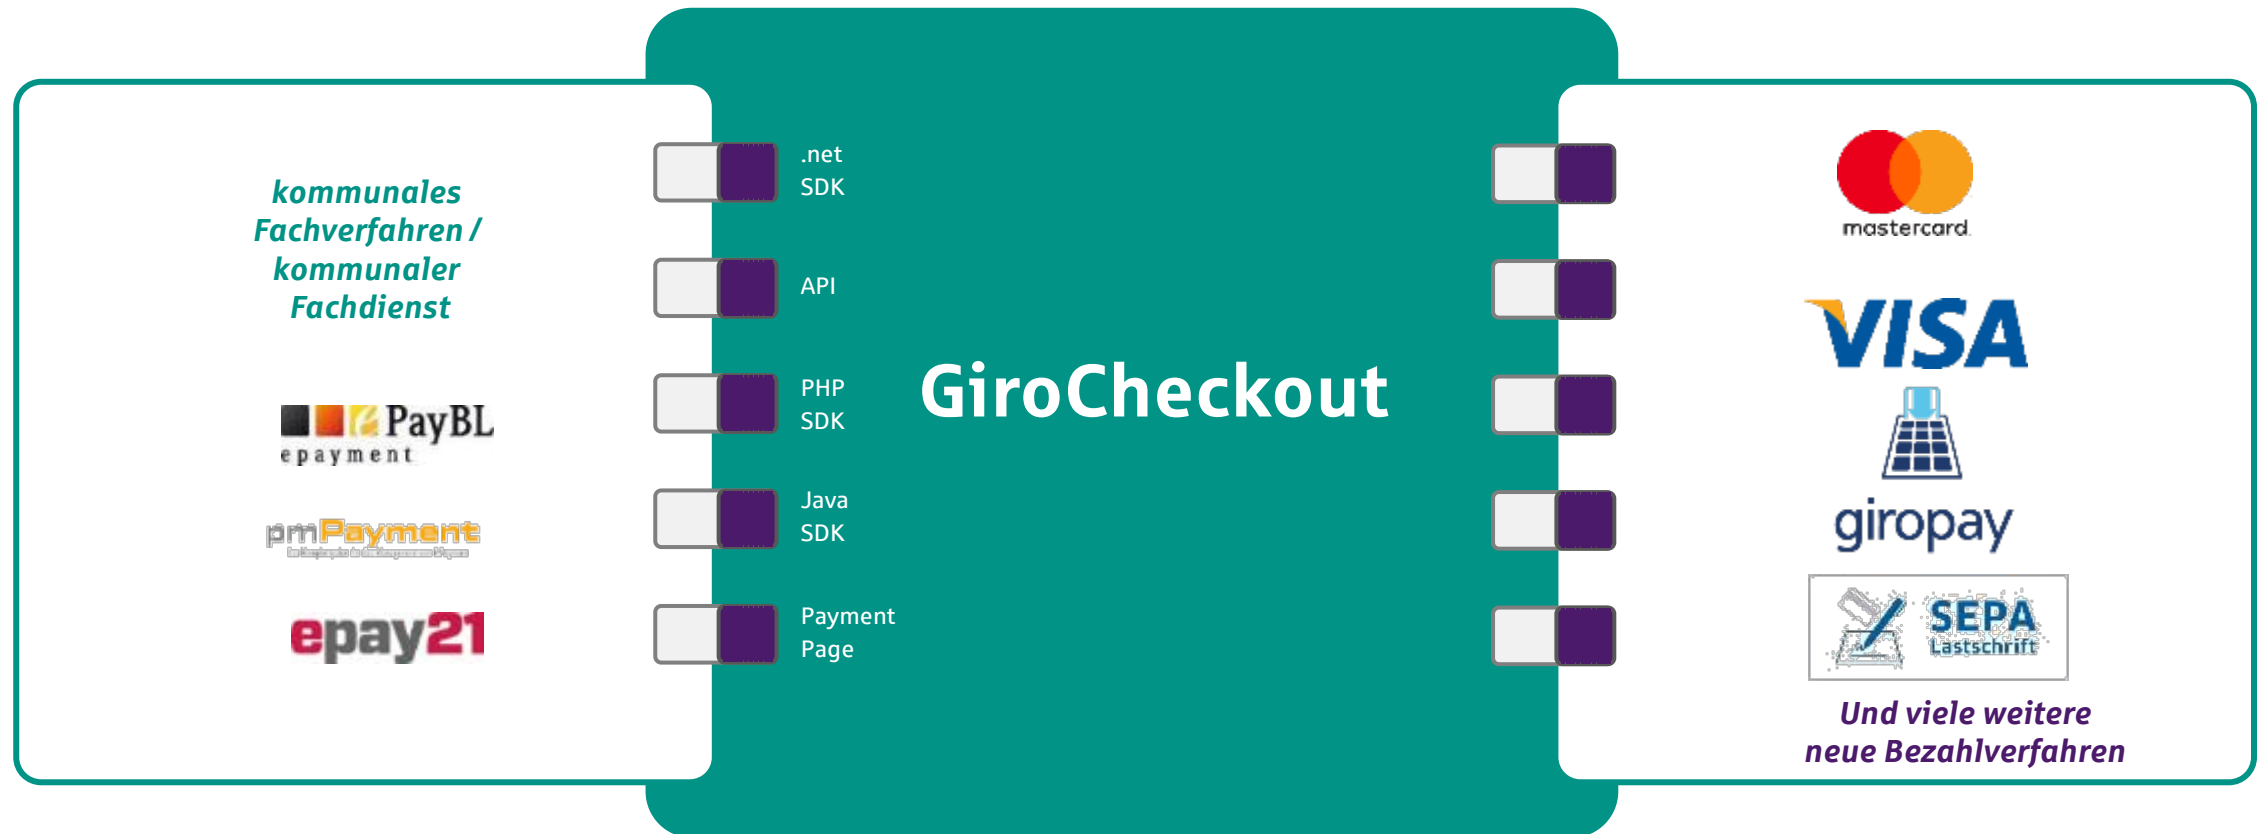 kommunales
Fachverfahren /
kommunaler
Fachdienst
PayBL
epayment
pmPayment
epay21
.net
SDK
API
PHP
SDK
Java
SDK
Payment
Page
GiroCheckout
mastercard.
VISA
giropay
SEPA
Lastschrift
Und viele weitere
neue Bezahlverfahren